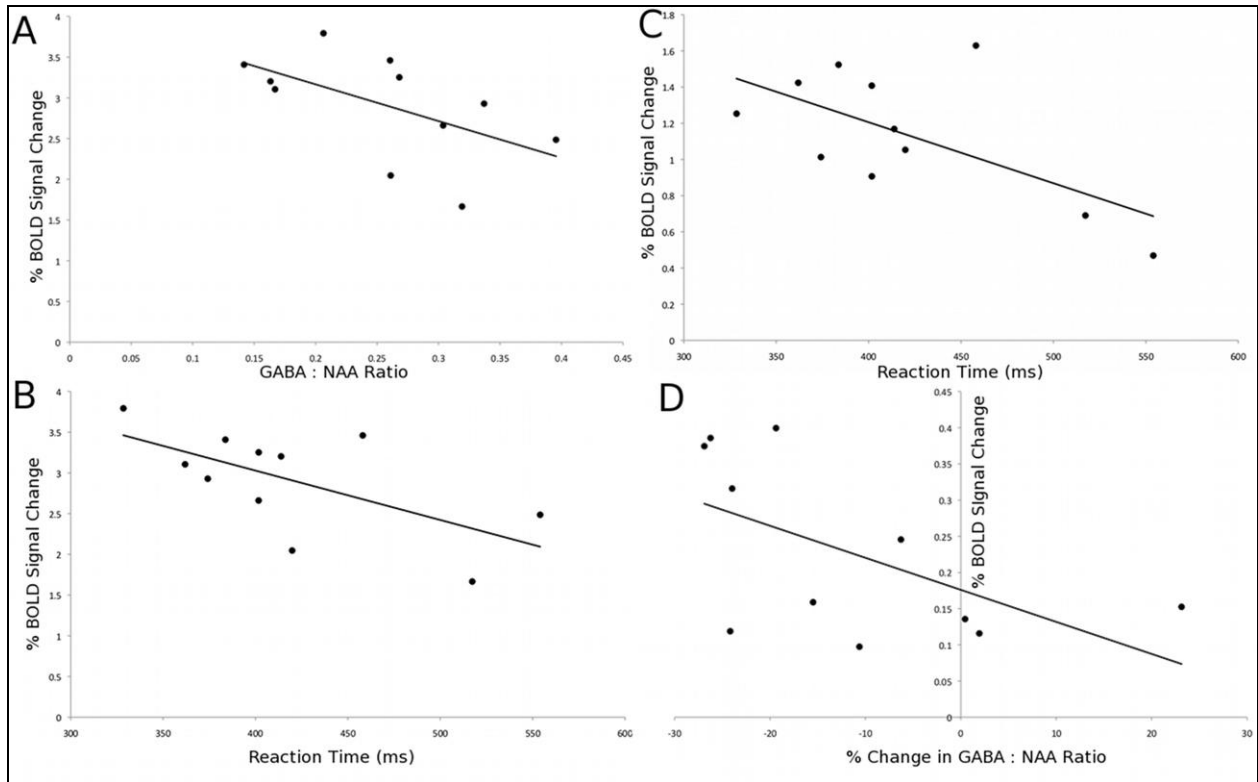 A
% BOLD Signal Change
4
3.5
3
2.5
2
1.5
1
0.5
0
0 0.05 0.1 0.15 0.2 0.25 0.3 0.35 0.4 0.45
GABA : NAA Ratio
C
% BOLD Signal Change
1.8
1.6
1.4
1.2
1
0.8
0.6
0.4
0.2
0
300 350 400 450 500 550 600
Reaction Time (ms)
B
% BOLD Signal Change
4
3.5
3
2.5
2
1.5
1
0.5
0
300 350 400 450 500 550 600
Reaction Time (ms)
D
% BOLD SIgnal Change
0.45
0.4
0.35
0.3
0.25
0.2
0.15
0.1
0.05
0
-30 -20 -10 0 10 20 30
% Change in GABA : NAA Ratio